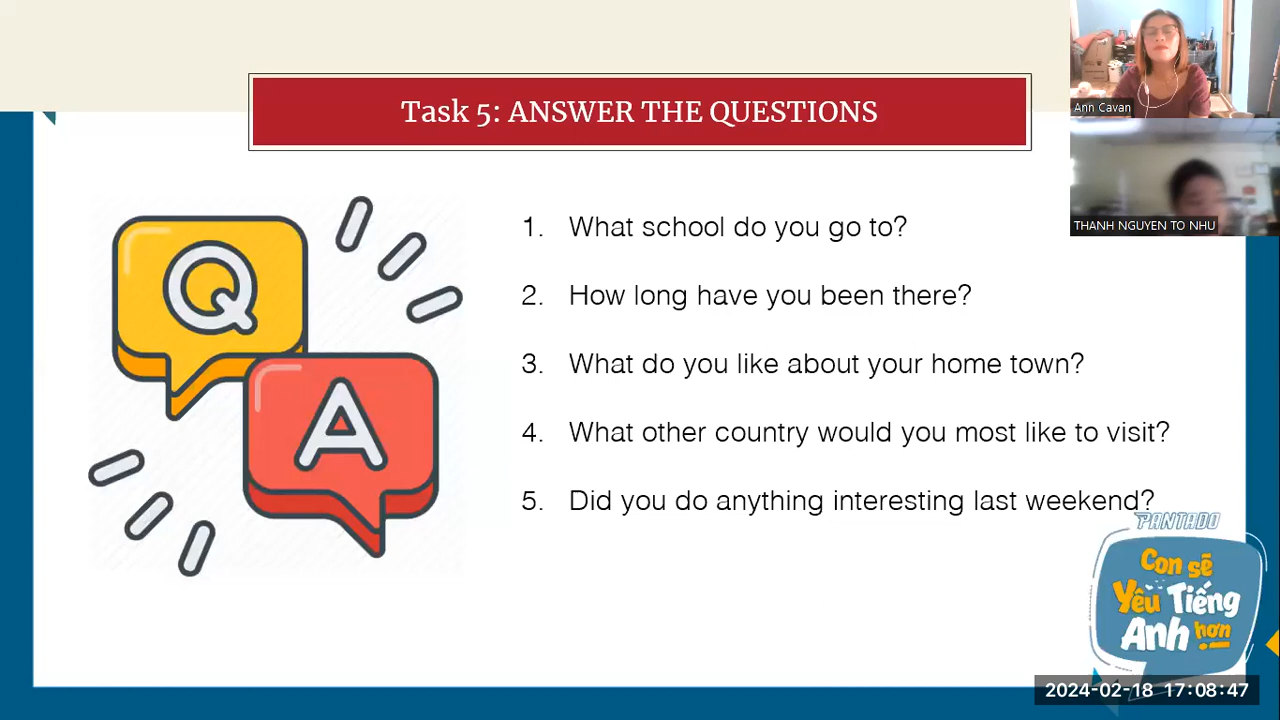 Task 5: ANSWER THE QUESTIONS
Ann Cavan
THANH NGUYEN TO NHU
Q
A
1. What school do you go to?
2. How long have you been there?
3. What do you like about your home town?
4. What other country would you most like to visit?
5. Did you do anything interesting last weekend?
PANTADO
Con sẽ
Yêu Tiếng
Anh hơn
2024-02-18 17:08:47